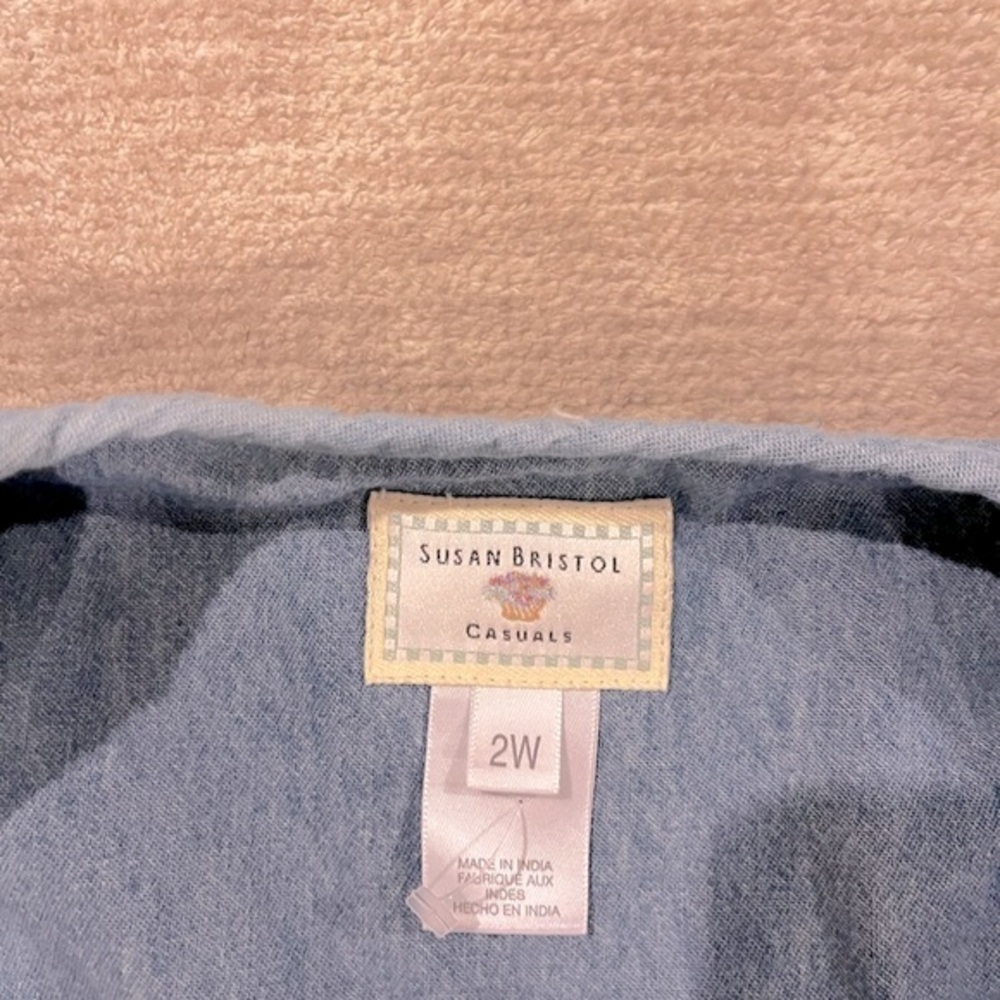 SUSAN BRISTOL
CASUALS
2W
MADE IN INDIA
FABRIQUE AUX
INDES
HECHO EN INDIA